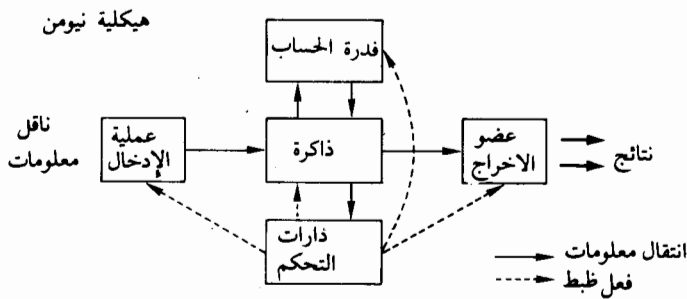 هيكلية نيومن
فدرة الحساب
ناقل
معلومات
عملية
الإدخال
ذاكرة
عضو
الاخراج
نتائج
ذارات
التحكم
انتقال معلومات
فعل ظبط